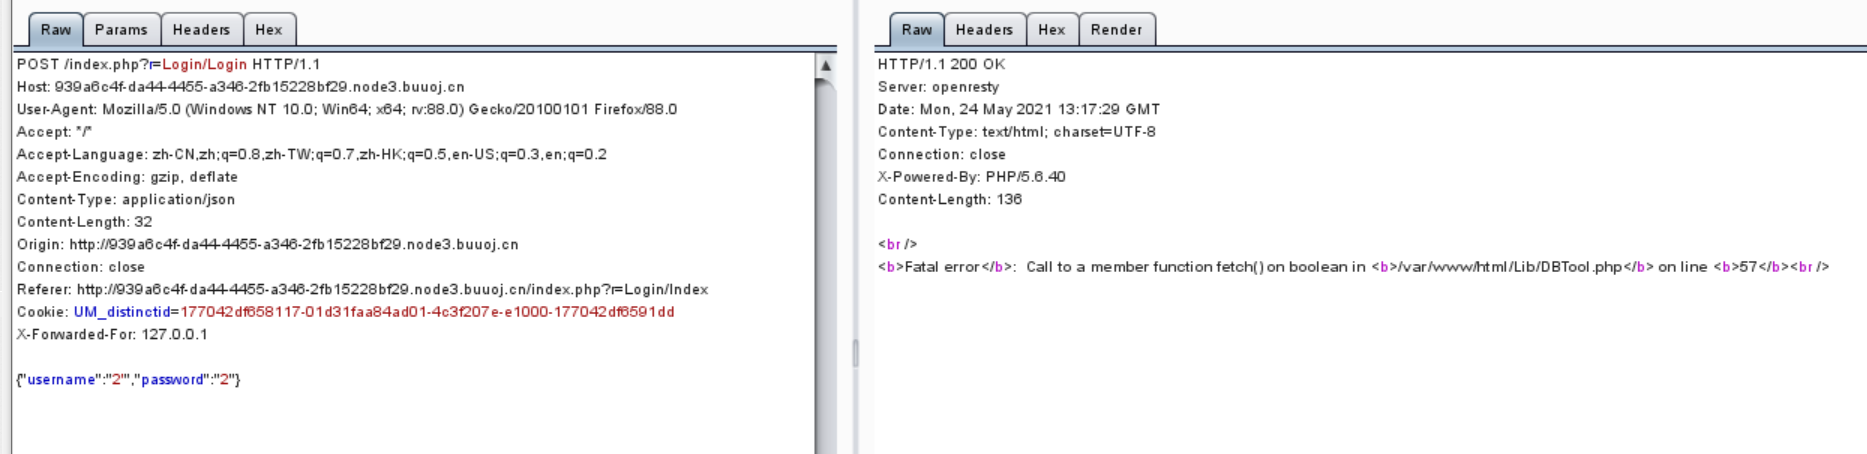 Raw Params Headers Hex
POST /index.php?r=Login/Login HTTP/1.1
Host: 939a6c4f-da44-4455-a346-2fb15228bf29.node3.buuoj.cn
User-Agent: Mozilla/5.0 (Windows NT 10.0; Win64; x64; rv:88.0) Gecko/20100101 Firefox/88.0
Accept: */*
Accept-Language: zh-CN,zh;q=0.8,zh-TW;q=0.7,zh-HK;q=0.5,en-US;q=0.3,en;q=0.2
Accept-Encoding: gzip, deflate
Content-Type: application/json
Content-Length: 32
Origin: http://939a6c4f-da44-4455-a346-2fb15228bf29.node3.buuoj.cn
Connection: close
Referer: http://939a6c4f-da44-4455-a346-2fb15228bf29.node3.buuoj.cn/index.php?r=Login/Index
Cookie: UM_distinctid=177042df658117-01d31faa84ad01-4c3f207e-e1000-177042df6591dd
X-Forwarded-For: 127.0.0.1
{"username":"2'","password":"2"}
Raw Headers Hex Render
HTTP/1.1 200 OK
Server: openresty
Date: Mon, 24 May 2021 13:17:29 GMT
Content-Type: text/html; charset=UTF-8
Connection: close
X-Powered-By: PHP/5.6.40
Content-Length: 136
<br />
<b>Fatal error</b>:  Call to a member function fetch() on boolean in <b>/var/www/html/Lib/DBTool.php</b> on line <b>57</b><br />